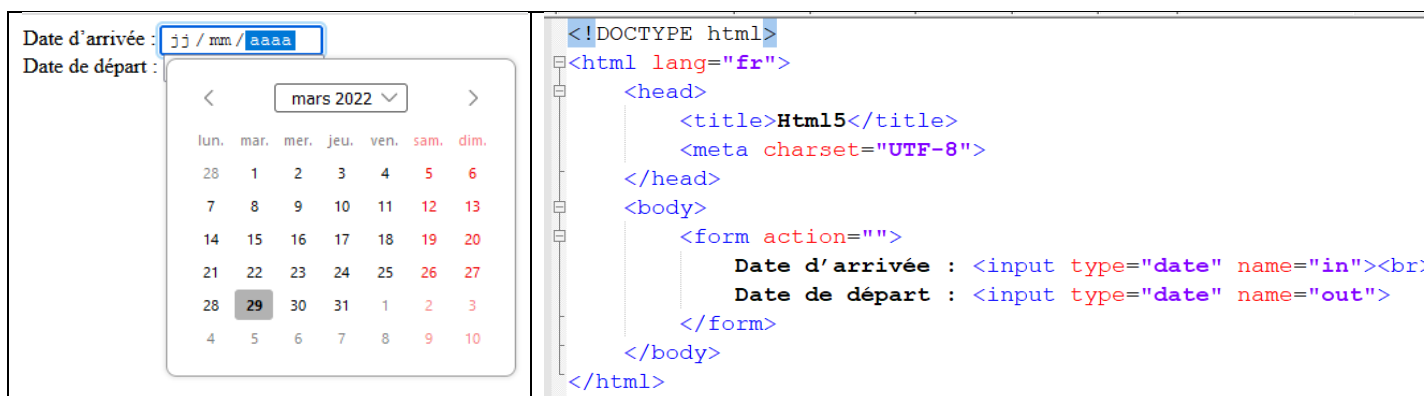 Date d'arrivée : jj / mm / aaaa
Date de départ :
mars 2022
lun. mar. mer. jeu. ven. sam. dim.
28 1 2 3 4 5 6
7 8 9 10 11 12 13
14 15 16 17 18 19 20
21 22 23 24 25 26 27
28 29 30 31 1 2 3
4 5 6 7 8 9 10
<!DOCTYPE html>
<html lang="fr">
<head>
<title>Html5</title>
<meta charset="UTF-8">
</head>
<body>
<form action="">
Date d’arrivée : <input type="date" name="in"><br>
Date de départ : <input type="date" name="out">
</form>
</body>
</html>